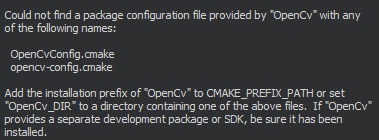 Could not find a package configuration file provided by "OpenCv" with any
of the following names:
OpenCvConfig.cmake
opencv-config.cmake
Add the installation prefix of "OpenCv" to CMAKE_PREFIX_PATH or set
"OpenCv_DIR" to a directory containing one of the above files.  If "OpenCv"
provides a separate development package or SDK, be sure it has been
installed.